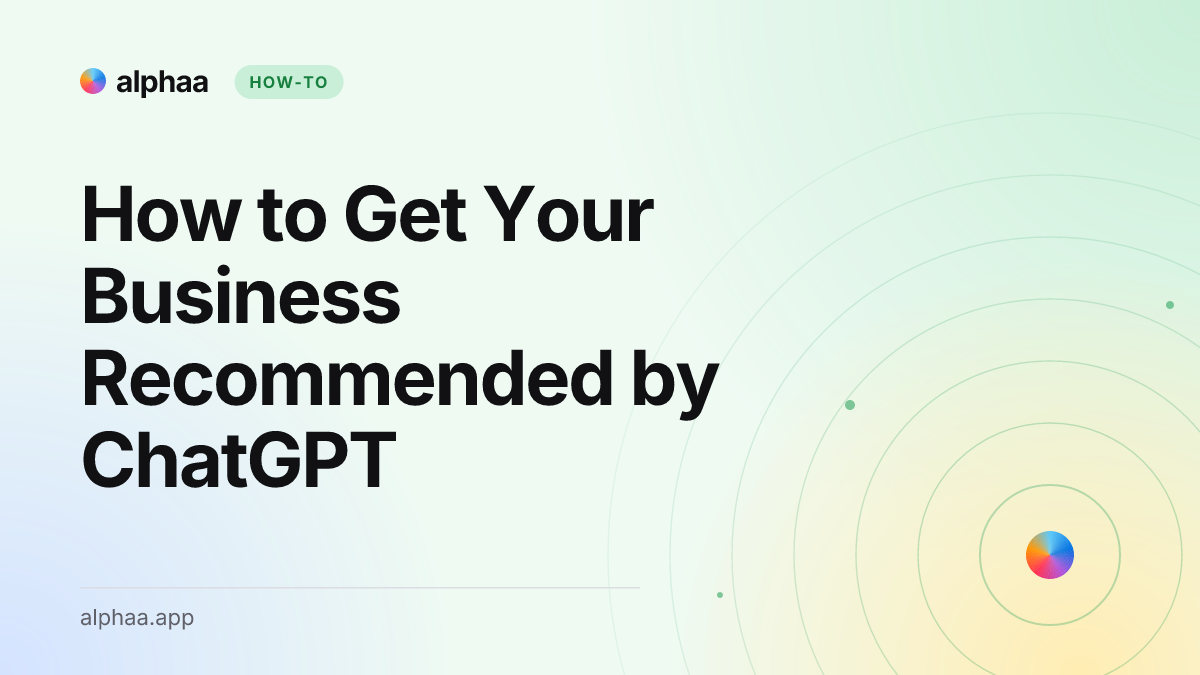 alphaa
HOW-TO
How to Get Your
Business
Recommended by
ChatGPT
alphaa.app